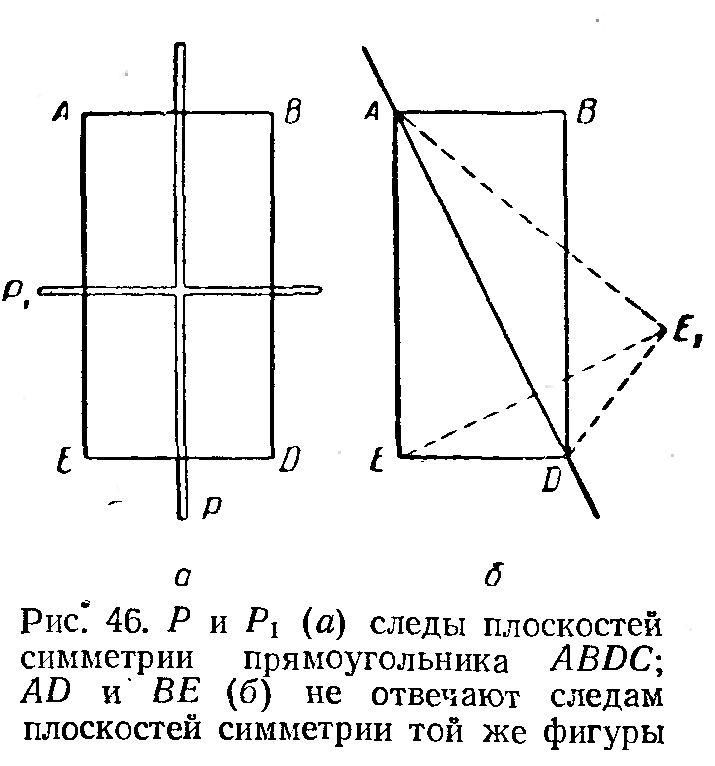 A B A B
P₁
E₁
E D E D
P
а б
Рис. 46. P и P₁ (а) следы плоскостей
симметрии прямоугольника ABDC;
AD и BE (б) не отвечают следам
плоскостей симметрии той же фигуры